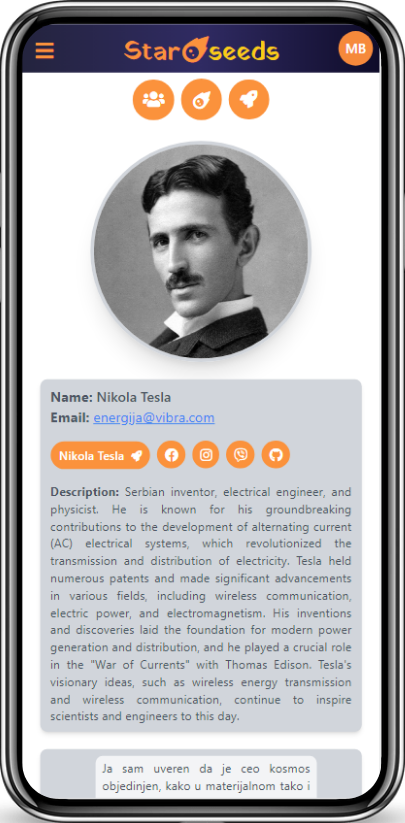 Starseeds
MB
Name: Nikola Tesla
Email: energija@vibra.com
Nikola Tesla
Description: Serbian inventor, electrical engineer, and
physicist. He is known for his groundbreaking
contributions to the development of alternating current
(AC) electrical systems, which revolutionized the
transmission and distribution of electricity. Tesla held
numerous patents and made significant advancements
in various fields, including wireless communication,
electric power, and electromagnetism. His inventions
and discoveries laid the foundation for modern power
generation and distribution, and he played a crucial role
in the "War of Currents" with Thomas Edison. Tesla's
visionary ideas, such as wireless energy transmission
and wireless communication, continue to inspire
scientists and engineers to this day.
Ja sam uveren da je ceo kosmos
objedinjen, kako u materijalnom tako i